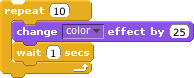 repeat 10
change color effect by 25
wait 1 secs